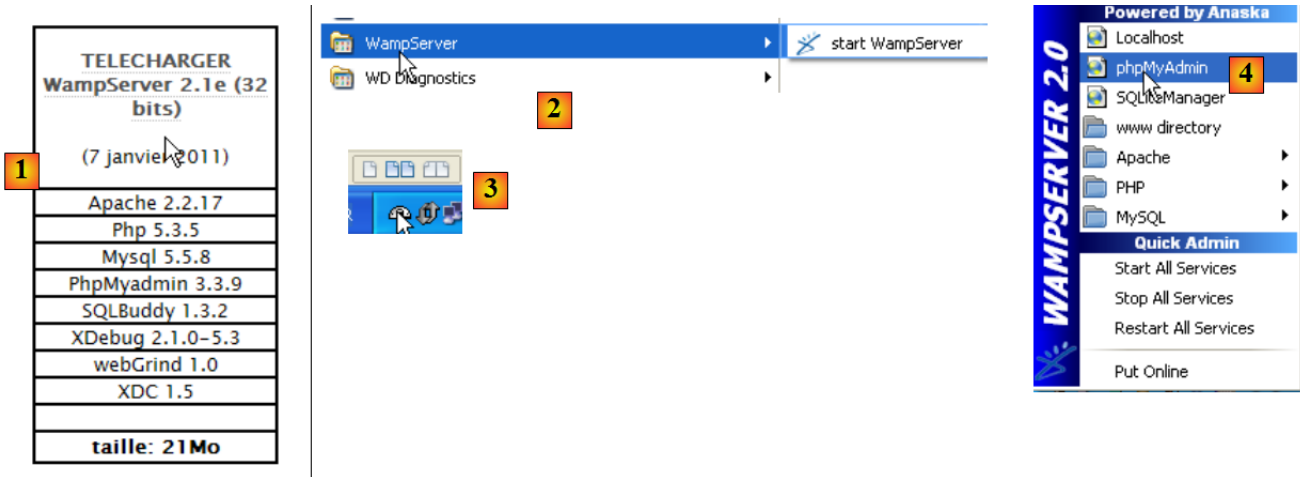 TELECHARGER
WampServer 2.1e (32
bits)
(7 janvier 2011)
1
Apache 2.2.17
Php 5.3.5
Mysql 5.5.8
PhpMyadmin 3.3.9
SQLBuddy 1.3.2
XDebug 2.1.0-5.3
webGrind 1.0
XDC 1.5
taille: 21Mo
WampServer
start WampServer
WD Diagnostics
2
3
Powered by Anaska
Localhost
phpMyAdmin
4
SQLiteManager
www directory
Apache
PHP
MySQL
Quick Admin
Start All Services
Stop All Services
Restart All Services
Put Online
WAMPSERVER 2.0